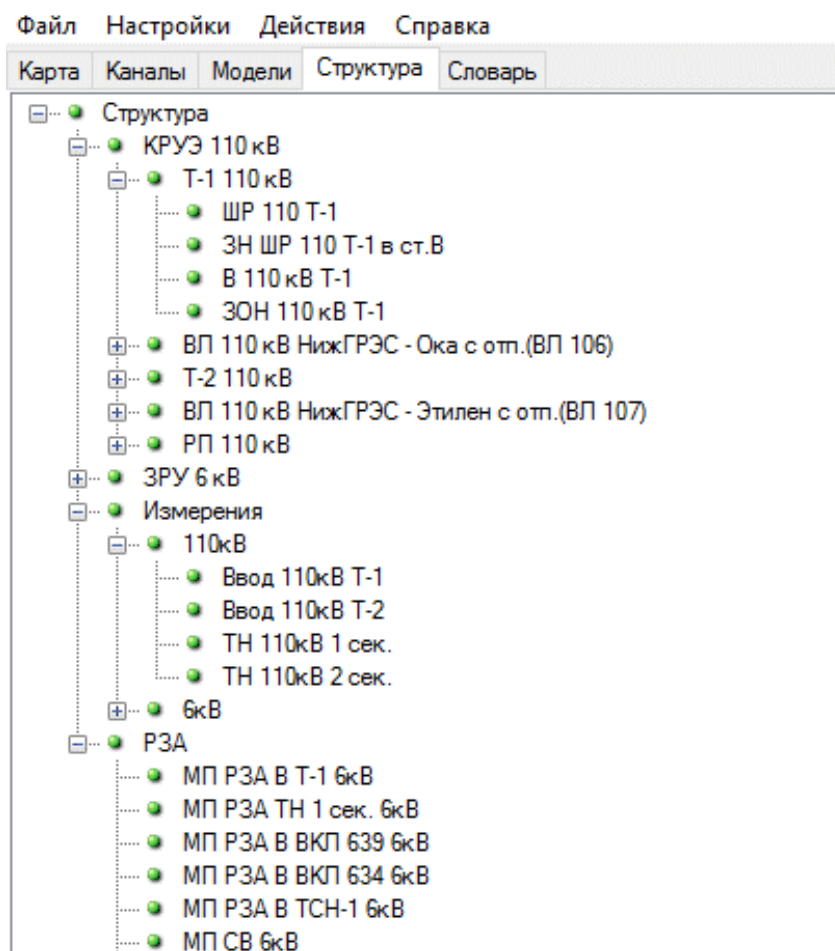 Файл Настройки Действия Справка
Карта Каналы Модели Структура Словарь
Структура
КРУЭ 110 кВ
Т-1 110 кВ
ШР 110 Т-1
ЗН ШР 110 Т-1 в ст.В
В 110 кВ Т-1
ЗОН 110 кВ Т-1
ВЛ 110 кВ НижГРЭС - Ока с отп.(ВЛ 106)
Т-2 110 кВ
ВЛ 110 кВ НижГРЭС - Этилен с отп.(ВЛ 107)
РП 110 кВ
ЗРУ 6 кВ
Измерения
110кВ
Ввод 110кВ Т-1
Ввод 110кВ Т-2
ТН 110кВ 1 сек.
ТН 110кВ 2 сек.
6кВ
РЗА
МП РЗА В Т-1 6кВ
МП РЗА ТН 1 сек. 6кВ
МП РЗА В ВКЛ 639 6кВ
МП РЗА В ВКЛ 634 6кВ
МП РЗА В ТСН-1 6кВ
МП СВ 6кВ